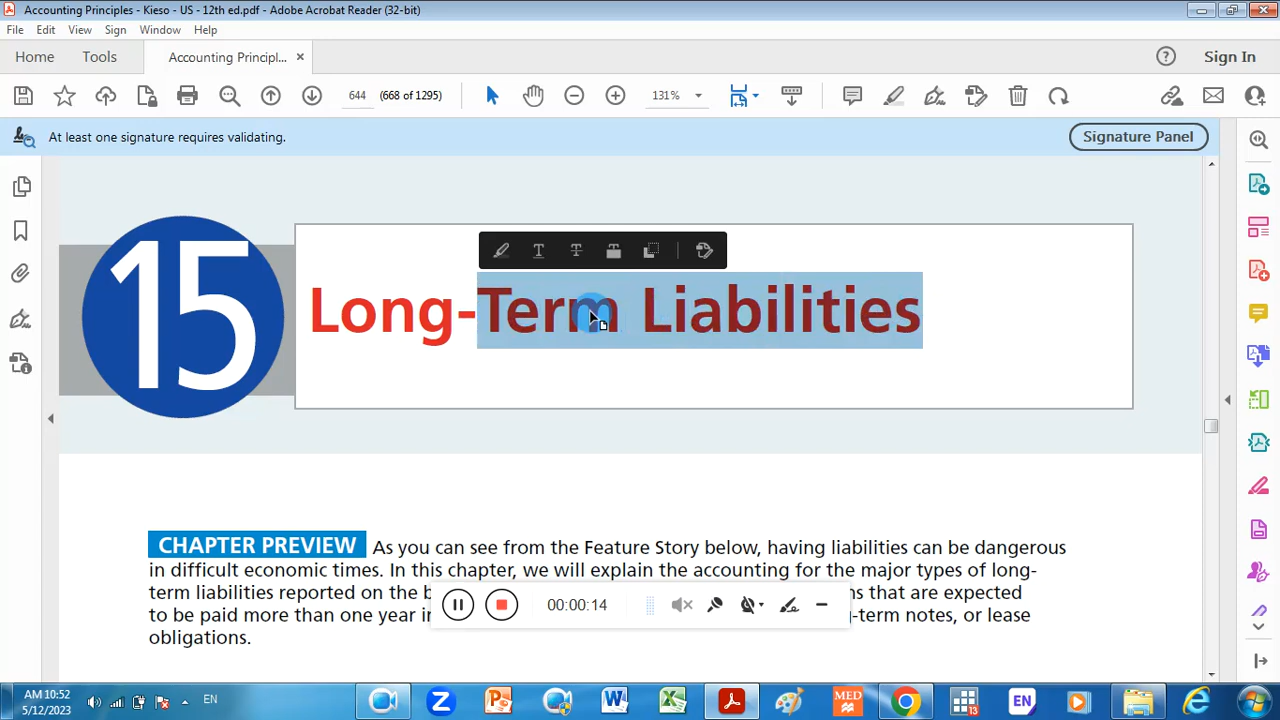 Accounting Principles - Kieso - US - 12th ed.pdf - Adobe Acrobat Reader (32-bit)
File Edit View Sign Window Help
Home Tools Accounting Principl... Sign In
644 (668 of 1295) 131%
At least one signature requires validating. Signature Panel
15
Long-Term Liabilities
CHAPTER PREVIEW As you can see from the Feature Story below, having liabilities can be dangerous
in difficult economic times. In this chapter, we will explain the accounting for the major types of long-
term liabilities reported on the b ns that are expected
to be paid more than one year i g-term notes, or lease
obligations.
00:00:14
AM 10:52
5/12/2023
EN
MED
13
EN